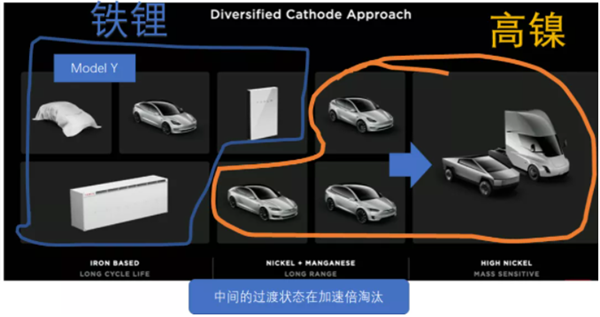 Diversified Cathode Approach
铁锂
高镍
Model Y
IRON BASED
LONG CYCLE LIFE
NICKEL + MANGANESE
LONG RANGE
HIGH NICKEL
MASS SENSITIVE
中间的过渡状态在加速倍淘汰